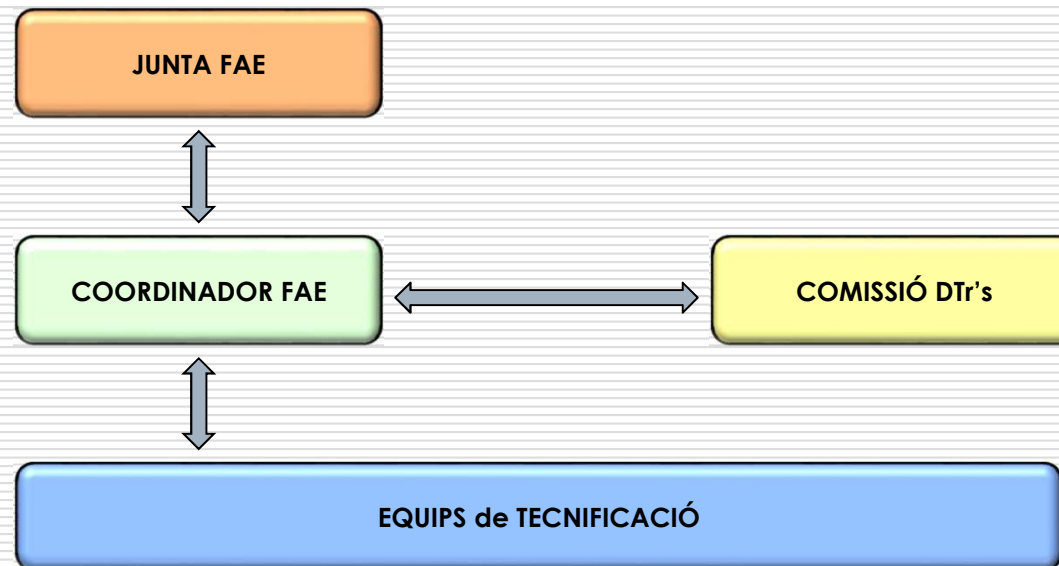 JUNTA FAE
COORDINADOR FAE
COMISSIÓ DTr’s
EQUIPS de TECNIFICACIÓ